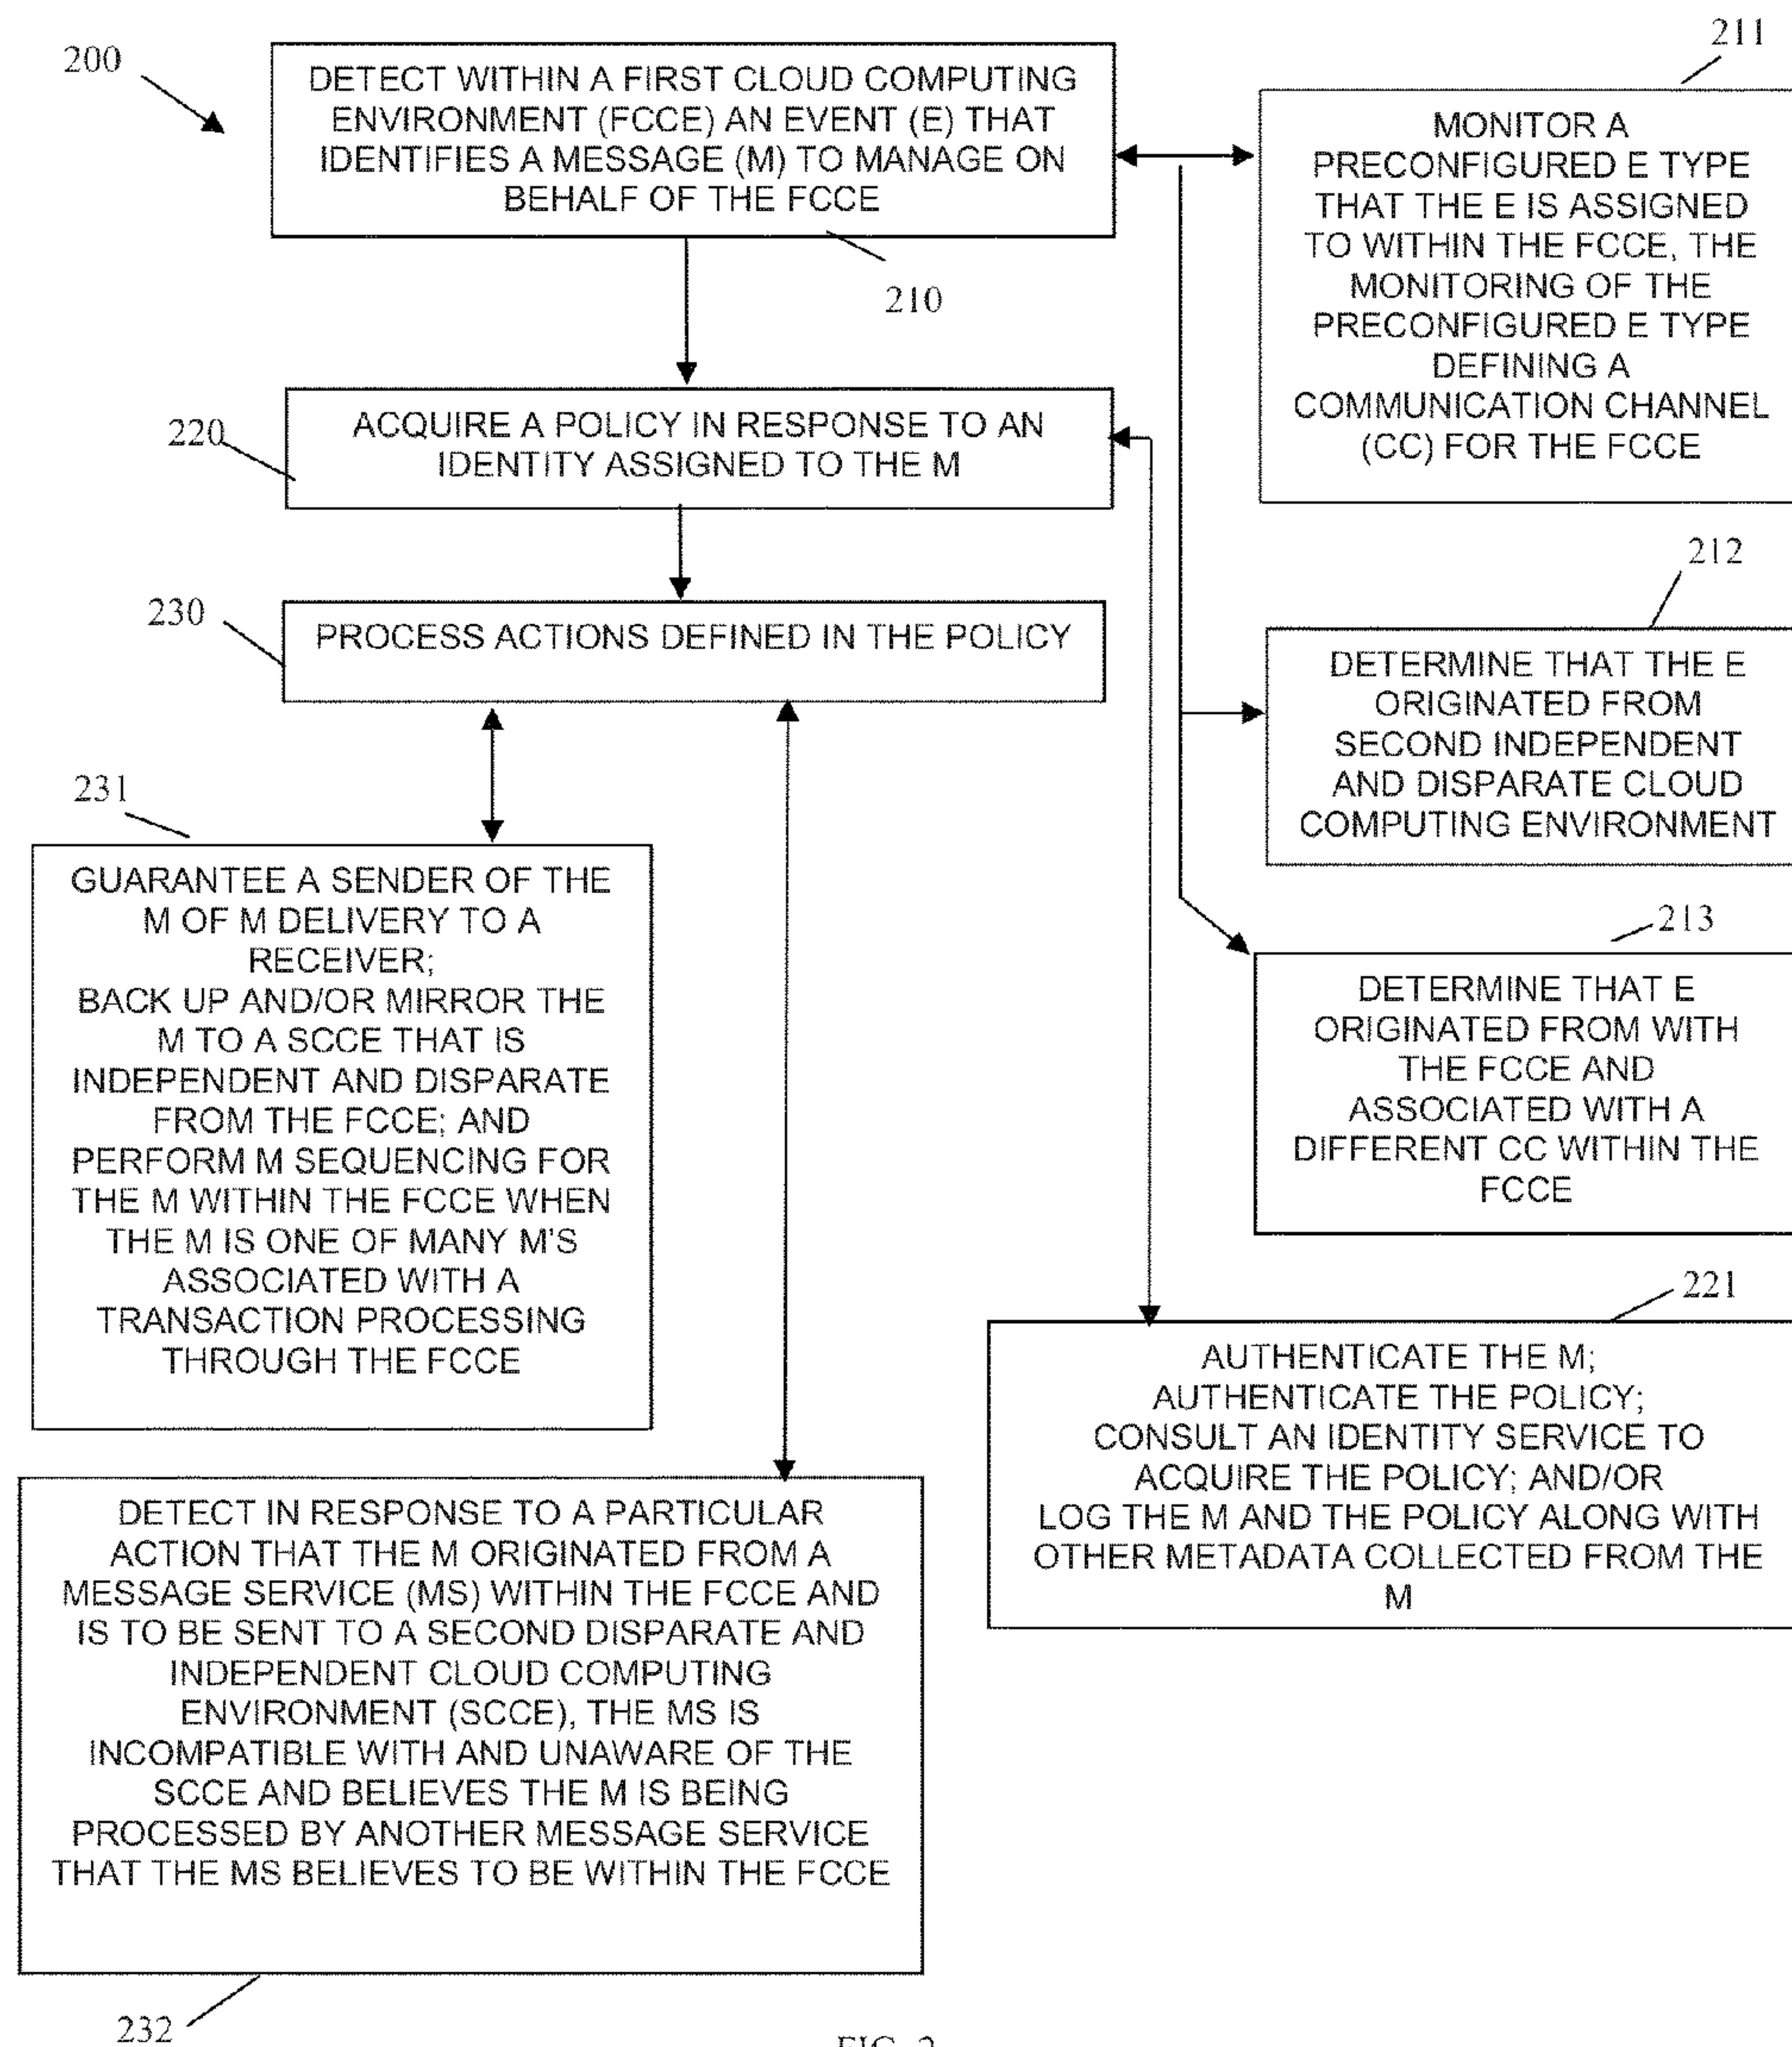 200
DETECT WITHIN A FIRST CLOUD COMPUTING
ENVIRONMENT (FCCE) AN EVENT (E) THAT
IDENTIFIES A MESSAGE (M) TO MANAGE ON
BEHALF OF THE FCCE
210
211
MONITOR A
PRECONFIGURED E TYPE
THAT THE E IS ASSIGNED
TO WITHIN THE FCCE, THE
MONITORING OF THE
PRECONFIGURED E TYPE
DEFINING A
COMMUNICATION CHANNEL
(CC) FOR THE FCCE
220
ACQUIRE A POLICY IN RESPONSE TO AN
IDENTITY ASSIGNED TO THE M
212
DETERMINE THAT THE E
ORIGINATED FROM
SECOND INDEPENDENT
AND DISPARATE CLOUD
COMPUTING ENVIRONMENT
230
PROCESS ACTIONS DEFINED IN THE POLICY
213
DETERMINE THAT E
ORIGINATED FROM WITH
THE FCCE AND
ASSOCIATED WITH A
DIFFERENT CC WITHIN THE
FCCE
231
GUARANTEE A SENDER OF THE
M OF M DELIVERY TO A
RECEIVER;
BACK UP AND/OR MIRROR THE
M TO A SCCE THAT IS
INDEPENDENT AND DISPARATE
FROM THE FCCE; AND
PERFORM M SEQUENCING FOR
THE M WITHIN THE FCCE WHEN
THE M IS ONE OF MANY M'S
ASSOCIATED WITH A
TRANSACTION PROCESSING
THROUGH THE FCCE
221
AUTHENTICATE THE M;
AUTHENTICATE THE POLICY;
CONSULT AN IDENTITY SERVICE TO
ACQUIRE THE POLICY; AND/OR
LOG THE M AND THE POLICY ALONG WITH
OTHER METADATA COLLECTED FROM THE
M
DETECT IN RESPONSE TO A PARTICULAR
ACTION THAT THE M ORIGINATED FROM A
MESSAGE SERVICE (MS) WITHIN THE FCCE AND
IS TO BE SENT TO A SECOND DISPARATE AND
INDEPENDENT CLOUD COMPUTING
ENVIRONMENT (SCCE), THE MS IS
INCOMPATIBLE WITH AND UNAWARE OF THE
SCCE AND BELIEVES THE M IS BEING
PROCESSED BY ANOTHER MESSAGE SERVICE
THAT THE MS BELIEVES TO BE WITHIN THE FCCE
232
FIG. 2